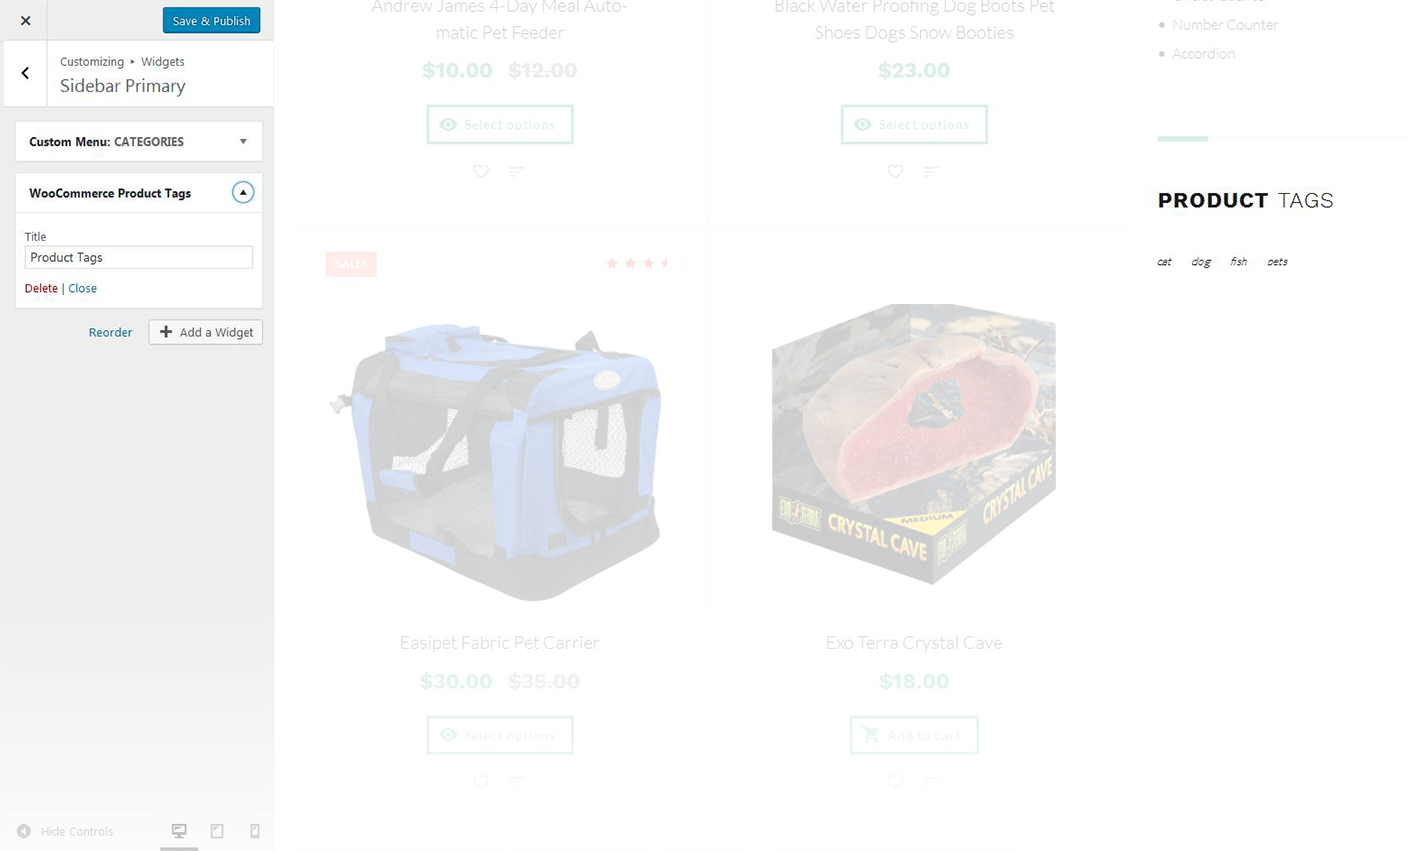 Save & Publish
Customizing ▸ Widgets
Sidebar Primary
Custom Menu: CATEGORIES
WooCommerce Product Tags
Title
Product Tags
Delete | Close
Reorder
Add a Widget
Hide Controls
Andrew James 4-Day Meal Auto-
matic Pet Feeder
$10.00 $12.00
Select options
Black Water Proofing Dog Boots Pet
Shoes Dogs Snow Booties
$23.00
Select options
SALE!
CRYSTAL CAVE
MEDIUM
CRYSTAL CAVE
Easipet Fabric Pet Carrier
$30.00 $35.00
Select options
Exo Terra Crystal Cave
$18.00
Add to cart
Number Counter
Accordion
PRODUCT TAGS
cat dog fish pets